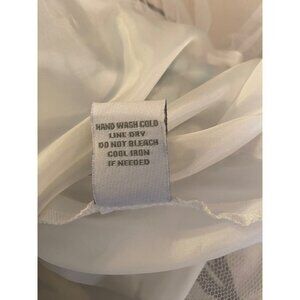 HAND WASH COLD
LINE DRY
DO NOT BLEACH
COOL IRON
IF NEEDED